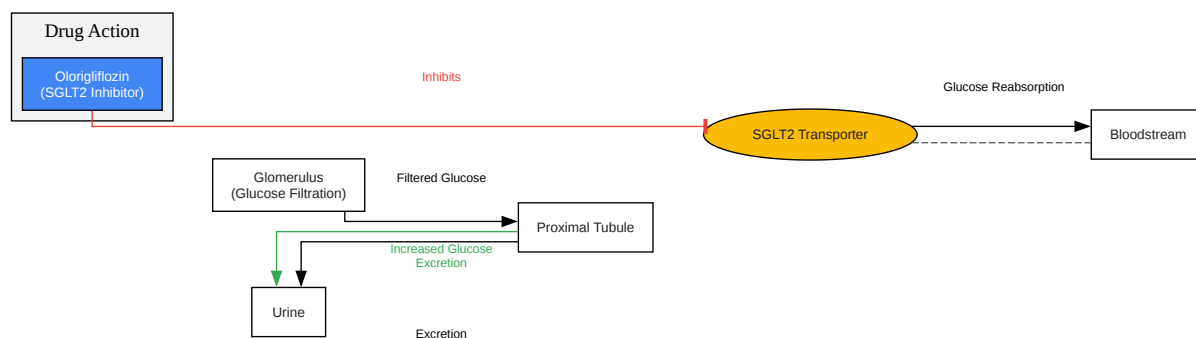 Drug Action
Olorigliflozin
(SGLT2 Inhibitor)
Inhibits
Glucose Reabsorption
SGLT2 Transporter
Bloodstream
Glomerulus
(Glucose Filtration)
Filtered Glucose
Proximal Tubule
Increased Glucose
Excretion
Urine
Excretion